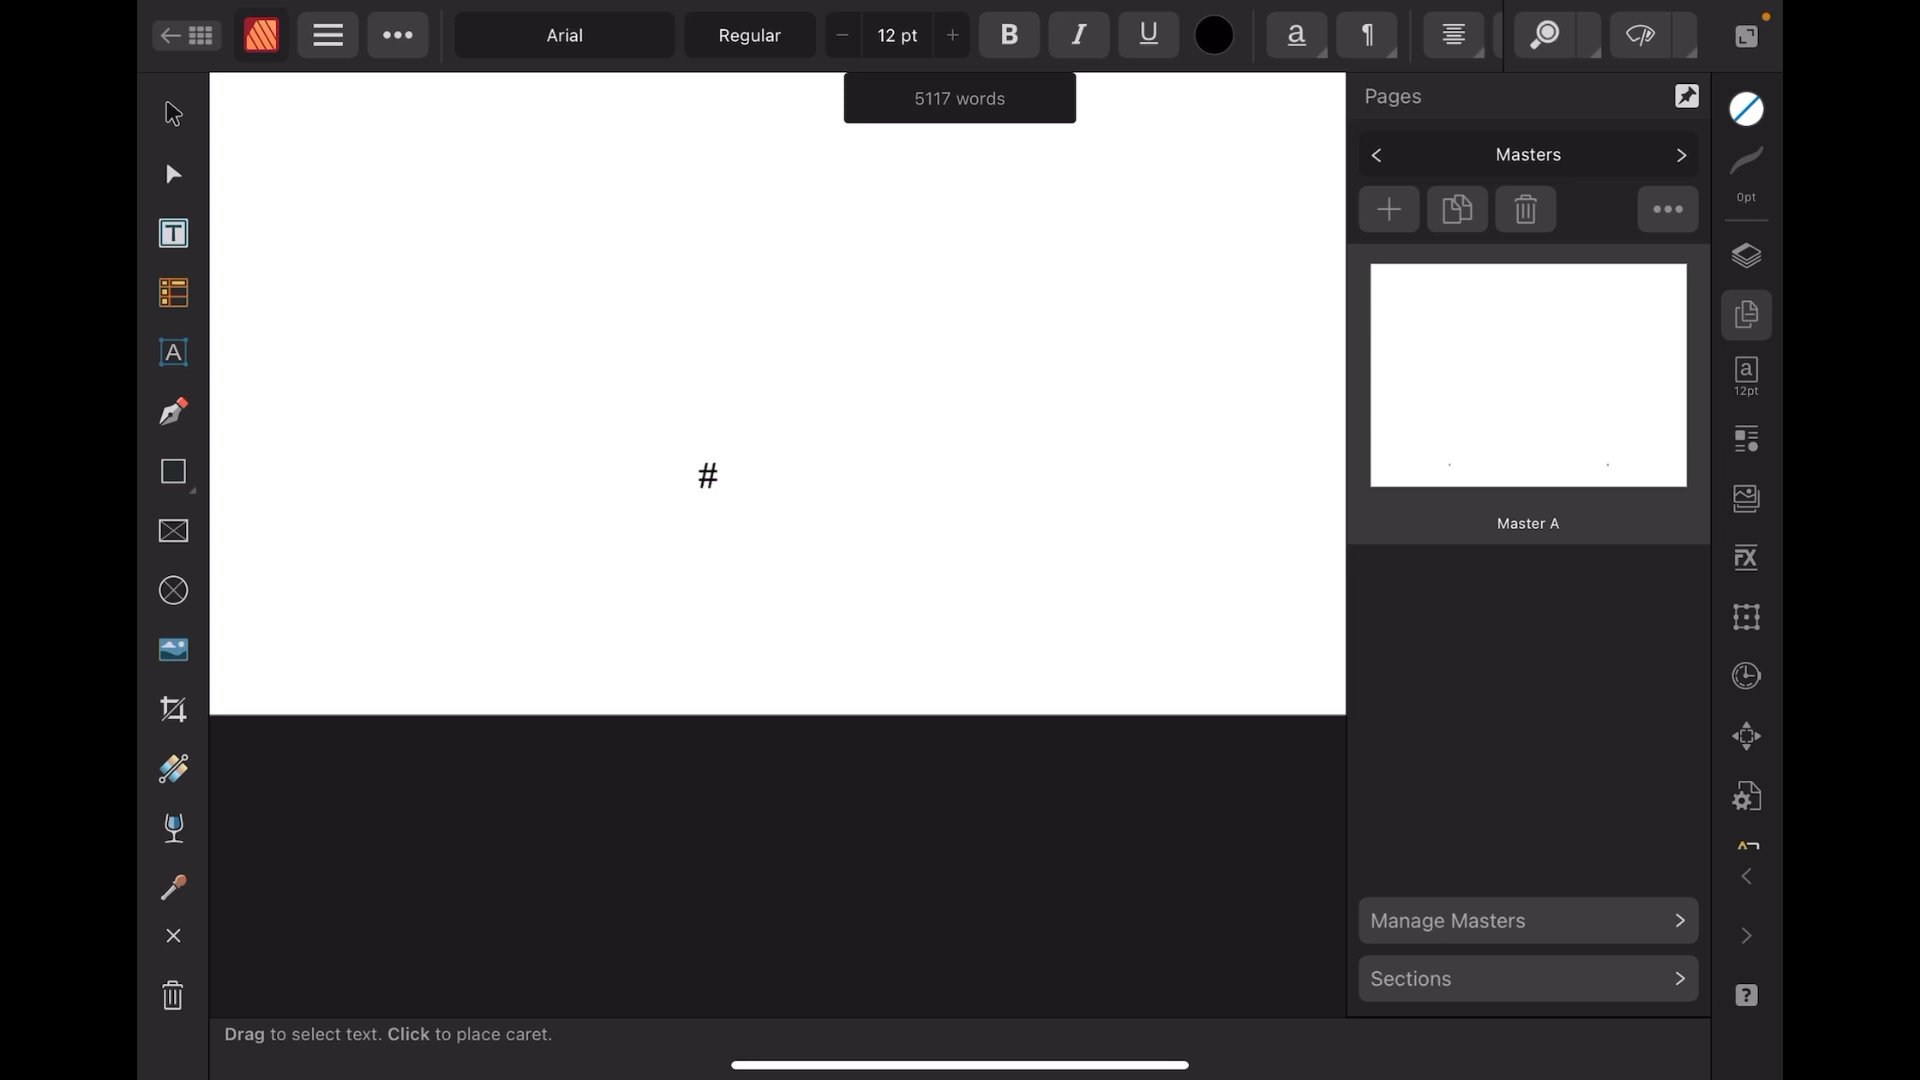 Arial
Regular
12 pt
B
I
U
a
¶
5117 words
Pages
Masters
0pt
T
A
#
a
12pt
Master A
FX
Manage Masters
Sections
?
Drag to select text. Click to place caret.